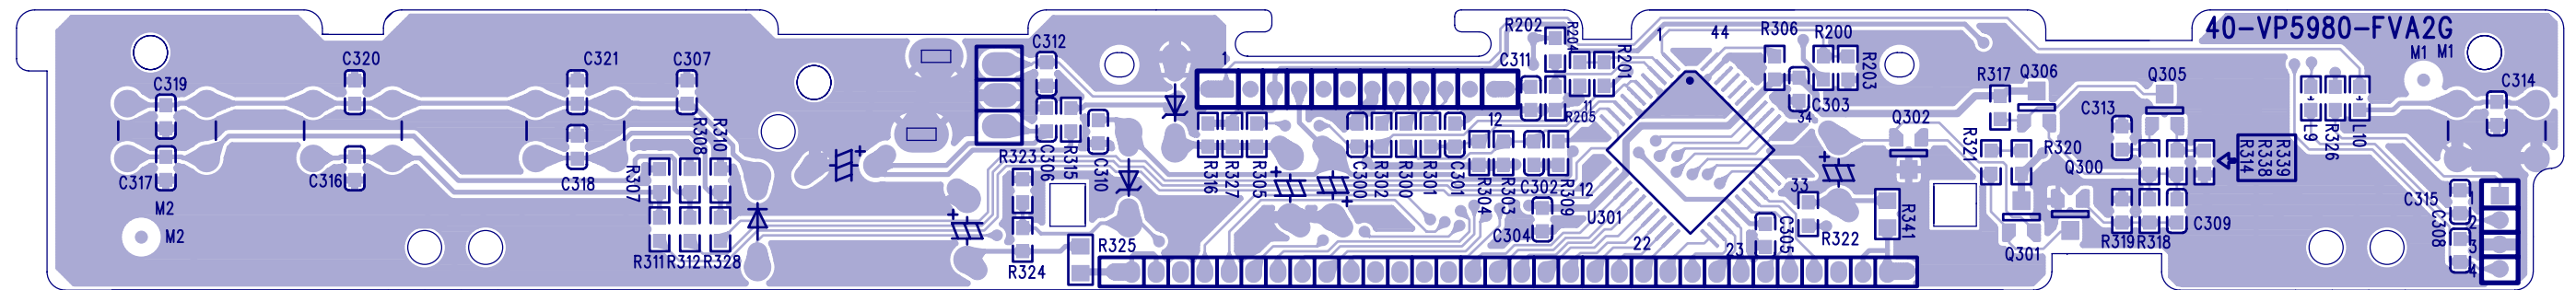 40-VP5980-FVA2G
M1 M1
C319
C320
C321
C307
C312
1
C311
R202
R204
R201
1
44
R306
R200
R203
C303
34
R317
Q306
Q305
C313
C314
Q302
R308
R310
C306
R315
C310
12
11
R205
R321
R320
Q300
R314
R338
R339
L9
R326
L10
C317
C316
C318
R307
R323
R316
R327
R305
C300
R302
R300
R301
C301
R304
R303
C302
R309
12
U301
33
R322
R341
C315
1
2
3
4
C308
M2
M2
R311
R312
R328
R324
R325
C304
22
23
C305
Q301
R319
R318
C309